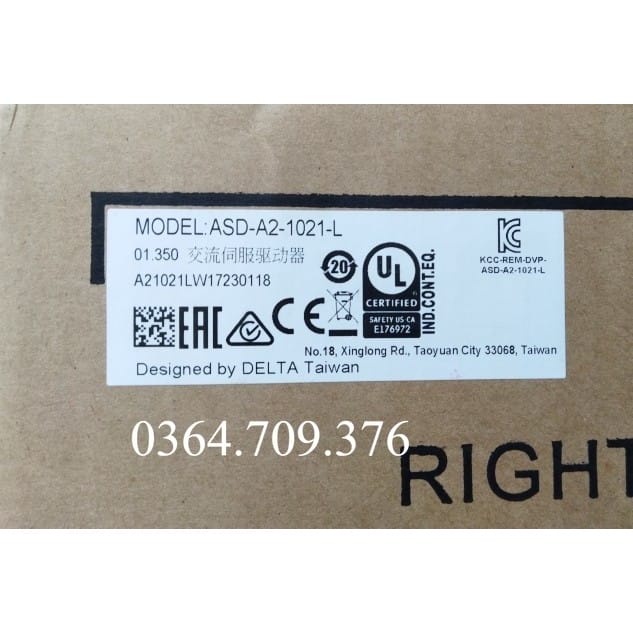 MODEL:ASD-A2-1021-L
01.350 交流伺服驱动器
A21021LW17230118
20
UL
CERTIFIED
SAFETY US CA
E176972
IND.CONT.EQ.
KC
KCC-REM-DVP-
ASD-A2-1021-L
EAC CE
No.18, Xinglong Rd., Taoyuan City 33068, Taiwan
Designed by DELTA Taiwan
0364.709.376
RIGHT